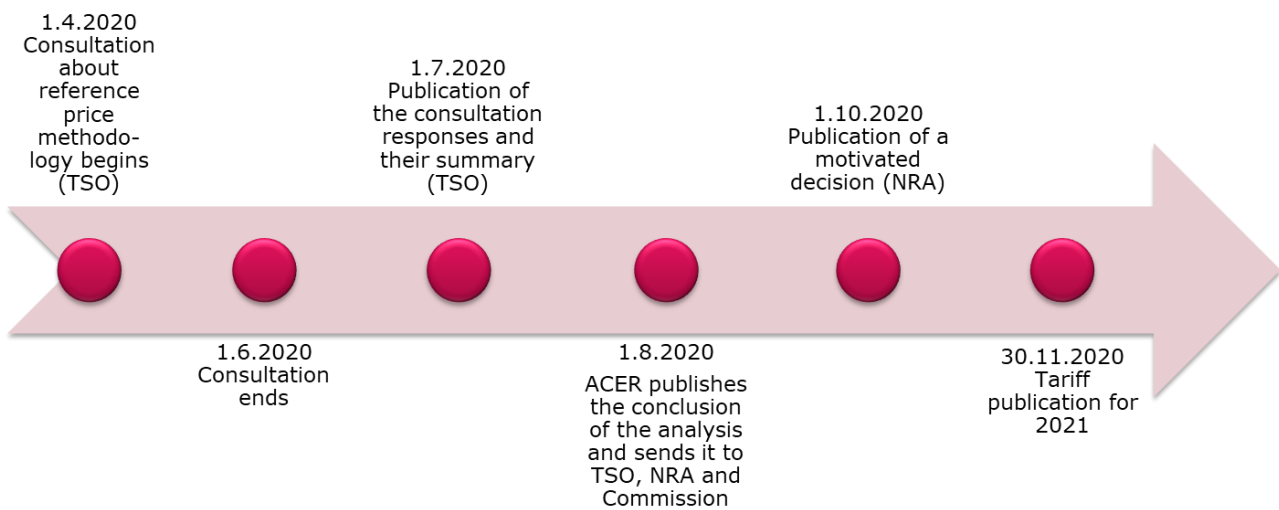 1.4.2020
Consultation
about
reference
price
methodo-
logy begins
(TSO)
1.6.2020
Consultation
ends
1.7.2020
Publication of
the consultation
responses and
their summary
(TSO)
1.8.2020
ACER publishes
the conclusion
of the analysis
and sends it to
TSO, NRA and
Commission
1.10.2020
Publication of a
motivated
decision (NRA)
30.11.2020
Tariff
publication for
2021